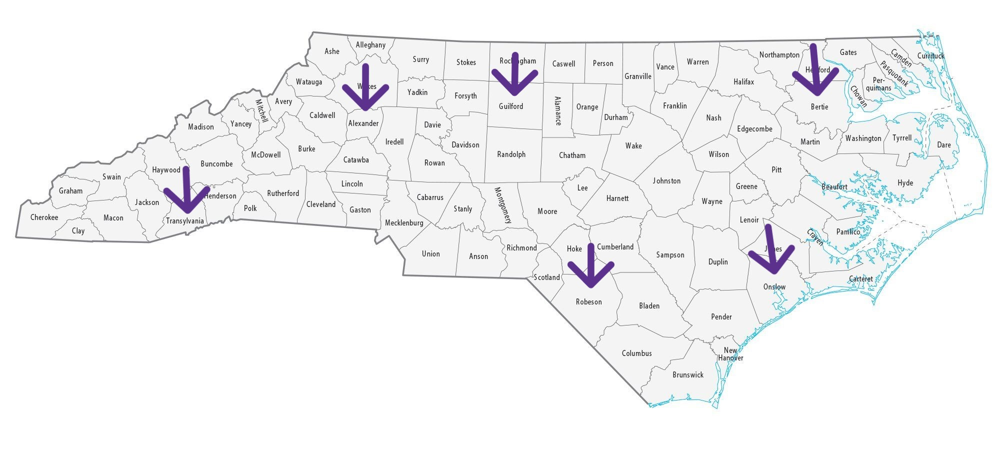 Ashe
Alleghany
Surry
Stokes
Caswell
Person
Granville
Vance
Warren
Northampton
Gates
Camden
Currituck
Pasquotank
Per-
quimans
Chowan
Halifax
Watauga
Yadkin
Forsyth
Guilford
Alamance
Orange
Durham
Franklin
Nash
Edgecombe
Bertie
Mitchell
Avery
Caldwell
Alexander
Iredell
Davie
Davidson
Randolph
Chatham
Wake
Wilson
Martin
Washington
Tyrrell
Dare
Madison
Yancey
McDowell
Burke
Catawba
Rowan
Buncombe
Haywood
Swain
Graham
Jackson
Henderson
Polk
Rutherford
Cleveland
Lincoln
Gaston
Cabarrus
Stanly
Montgomery
Moore
Lee
Harnett
Johnston
Wayne
Greene
Pitt
Beaufort
Hyde
Cherokee
Clay
Macon
Transylvania
Mecklenburg
Union
Anson
Richmond
Scotland
Hoke
Cumberland
Sampson
Duplin
Lenoir
Craven
Pamlico
Carteret
Onslow
Robeson
Bladen
Pender
Columbus
Brunswick
New
Hanover